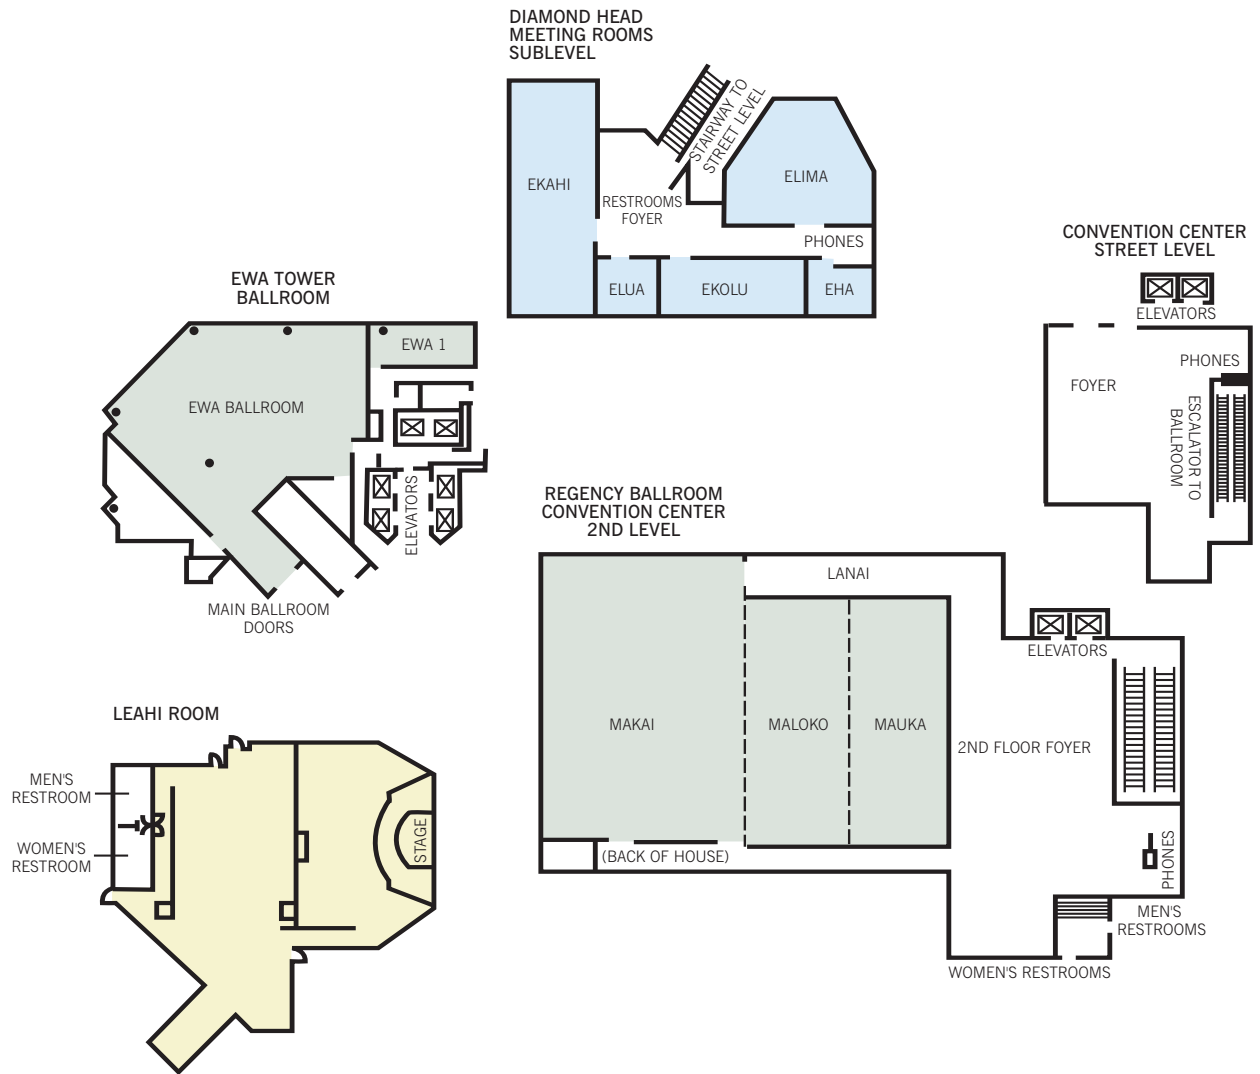 DIAMOND HEAD
MEETING ROOMS
SUBLEVEL
STAIRWAY TO
STREET LEVEL
EKAHI
ELIMA
RESTROOMS
FOYER
PHONES
ELUA
EKOLU
EHA
CONVENTION CENTER
STREET LEVEL
ELEVATORS
PHONES
FOYER
ESCALATOR TO
BALLROOM
EWA TOWER
BALLROOM
EWA 1
EWA BALLROOM
ELEVATORS
MAIN BALLROOM
DOORS
REGENCY BALLROOM
CONVENTION CENTER
2ND LEVEL
LANAI
ELEVATORS
MAKAI
MALOKO
MAUKA
2ND FLOOR FOYER
(BACK OF HOUSE)
PHONES
MEN'S
RESTROOMS
WOMEN'S RESTROOMS
LEAHI ROOM
MEN'S
RESTROOM
WOMEN'S
RESTROOM
STAGE